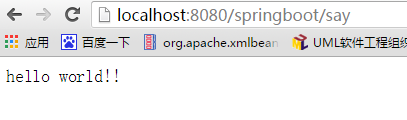 localhost:8080/springboot/say
应用 百度一下 org.apache.xmlbean UML软件工程组织
hello world!!